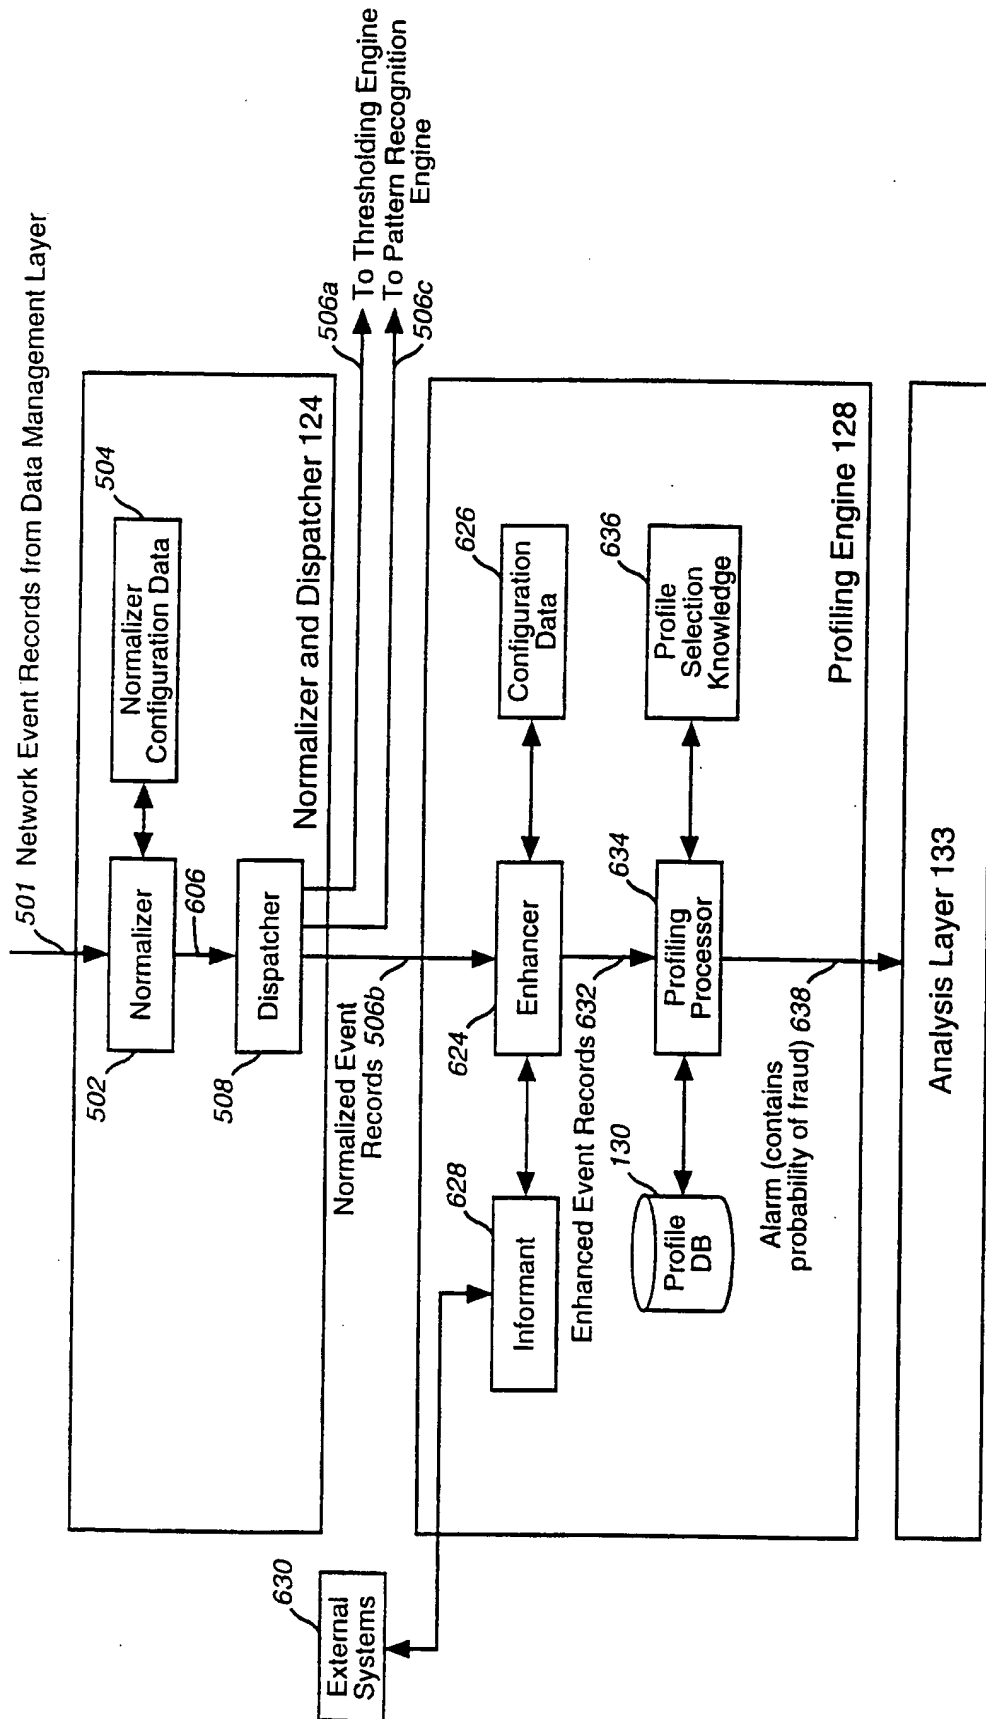 501 Network Event Records from Data Management Layer
504
Normalizer
Configuration Data
Normalizer
502
606
Dispatcher
508
Normalizer and Dispatcher 124
506a
To Thresholding Engine
To Pattern Recognition
Engine
506c
Normalized Event
Records 506b
630
External
Systems
628
Informant
624
Enhancer
626
Configuration
Data
Enhanced Event Records 632
130
Profile
DB
634
Profiling
Processor
636
Profile
Selection
Knowledge
Profiling Engine 128
Alarm (contains
probability of fraud) 638
Analysis Layer 133